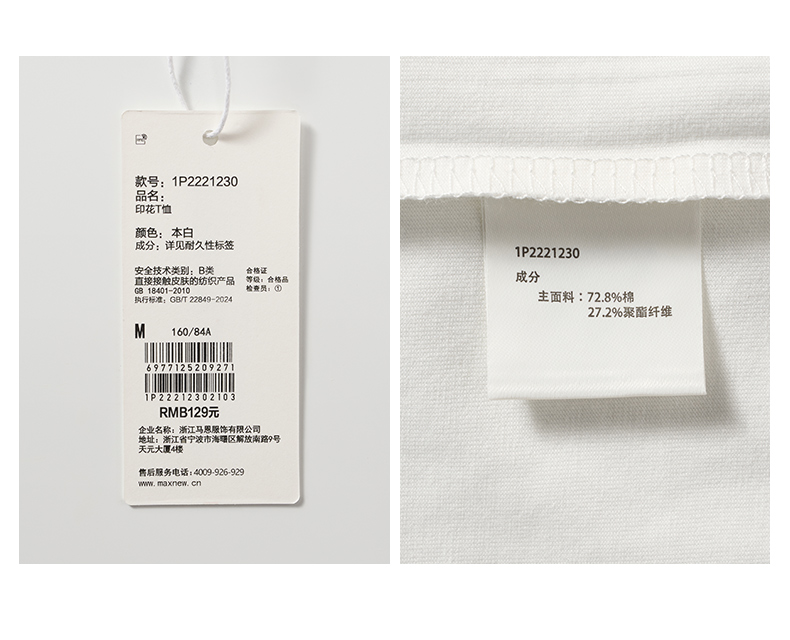 款号：1P2221230
品名：
印花T恤
颜色：本白
成分：详见耐久性标签
安全技术类别：B类
直接接触皮肤的纺织产品
GB 18401-2010
执行标准：GB/T 22849-2024
合格证
等级：合格品
检查员：①
M 160/84A
6977125209271
1P22212302103
RMB129元
企业名称：浙江马恩服饰有限公司
地址：浙江省宁波市海曙区解放南路9号
天元大厦4楼
售后服务电话：4009-926-929
www.maxnew.cn
1P2221230
成分
主面料：72.8%棉
27.2%聚酯纤维